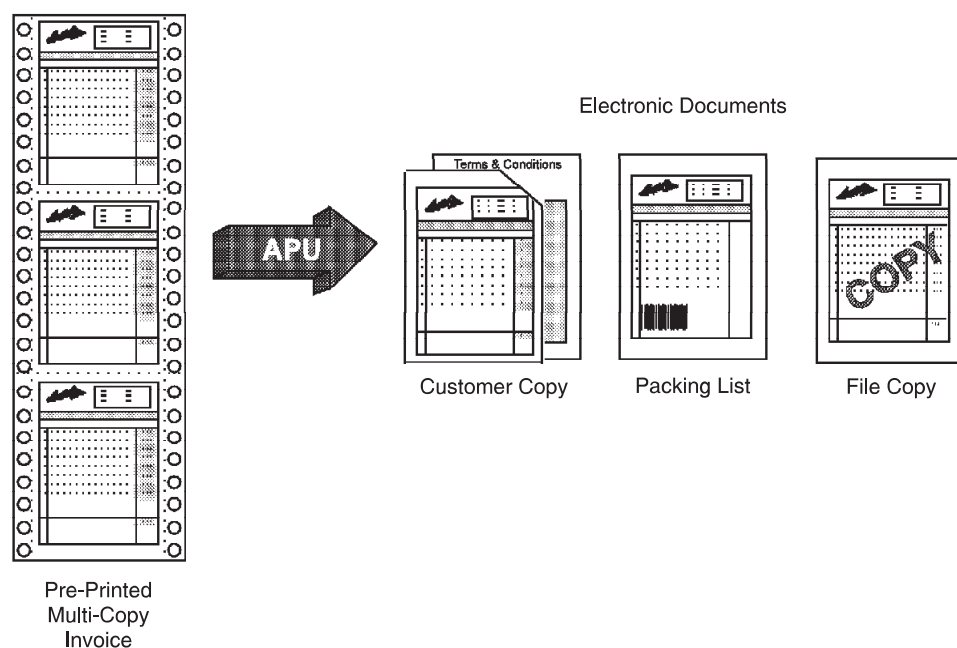 Electronic Documents
Terms & Conditions
APU
COPY
Customer Copy
Packing List
File Copy
Pre-Printed
Multi-Copy
Invoice